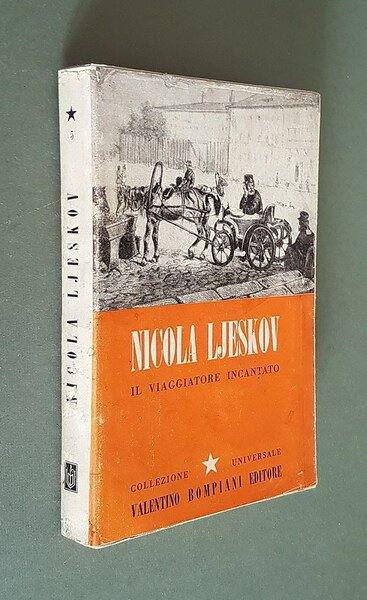 NICOLA LJESKOV
IL VIAGGIATORE INCANTATO
COLLEZIONE ★ UNIVERSALE
VALENTINO BOMPIANI EDITORE
★
5
NICOLA LJESKOV